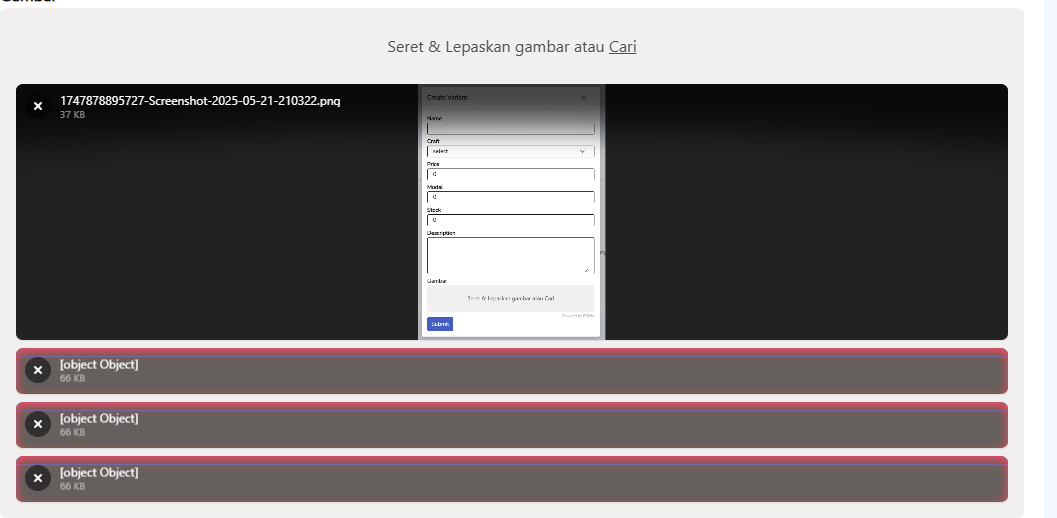 Gambar
Seret & Lepaskan gambar atau Cari
1747878895727-Screenshot-2025-05-21-210322.png
37 KB
Create Variant
Name
Craft
select
Price
0
Modal
0
Stock
0
Description
Gambar
Seret & Lepaskan gambar atau Cari
Submit
[object Object]
66 KB
[object Object]
66 KB
[object Object]
66 KB